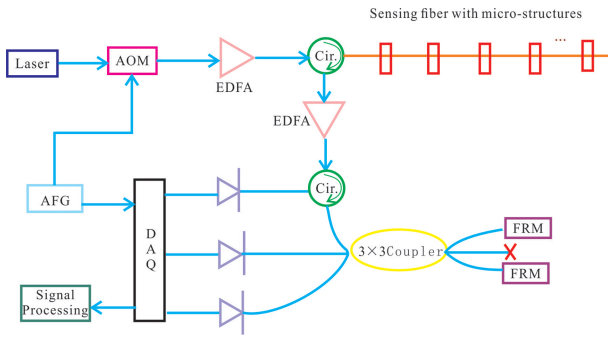 Sensing fiber with micro-structures
...
Laser
AOM
EDFA
Cir.
EDFA
AFG
Cir.
D
A
Q
3×3Coupler
FRM
FRM
Signal
Processing